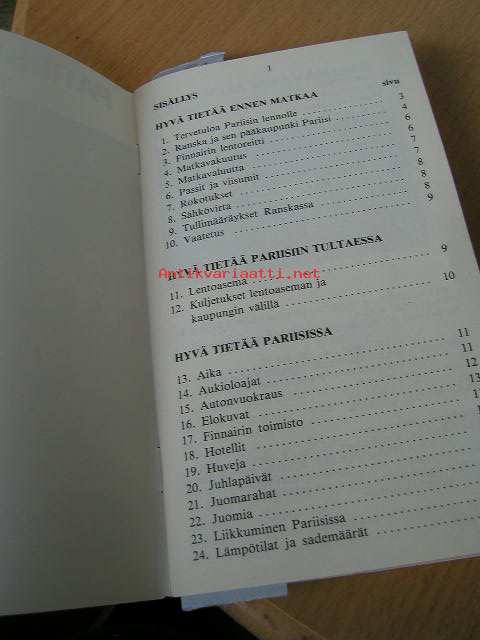 1
SISÄLLYS
sivu
HYVÄ TIETÄÄ ENNEN MATKAA
1. Tervetuloa Pariisin lennolle 3
2. Ranska ja sen pääkaupunki Pariisi 4
3. Finnairin lentoreitti 6
4. Matkavakuutus 6
5. Matkavaluutta 7
6. Passit ja viisumit 7
7. Rokotukset 8
8. Sähkövirta 8
9. Tullimääräykset Ranskassa 8
10. Vaatetus 9
HYVÄ TIETÄÄ PARIISIIN TULTAESSA
Antikvariaatti.net
11. Lentoasema 9
12. Kuljetukset lentoaseman ja
kaupungin välillä 10
HYVÄ TIETÄÄ PARIISISSA
13. Aika 11
14. Aukioloajat 11
15. Autonvuokraus 12
16. Elokuvat 13
17. Finnairin toimisto
18. Hotellit
19. Huveja
20. Juhlapäivät
21. Juomarahat
22. Juomia
23. Liikkuminen Pariisissa
24. Lämpötilat ja sademäärät